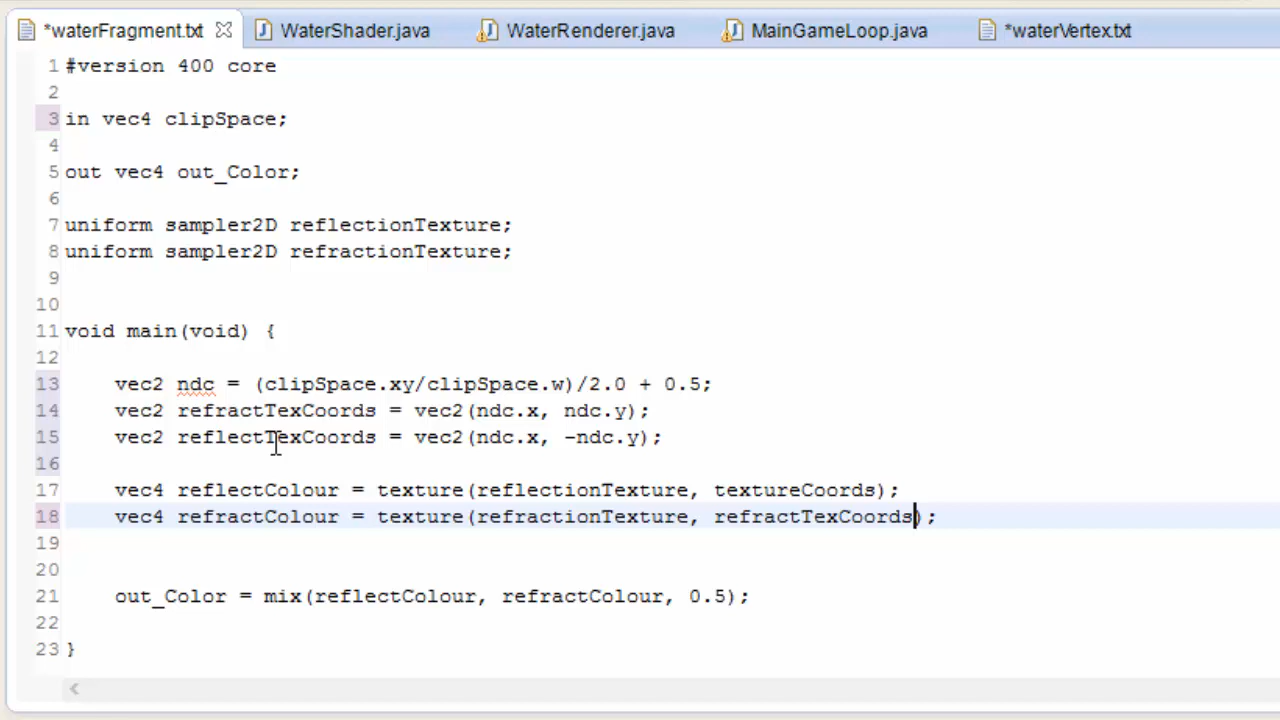 *waterFragment.txt WaterShader.java WaterRenderer.java MainGameLoop.java *waterVertex.txt
1 #version 400 core
2
3 in vec4 clipSpace;
4
5 out vec4 out_Color;
6
7 uniform sampler2D reflectionTexture;
8 uniform sampler2D refractionTexture;
9
10
11 void main(void) {
12
13 vec2 ndc = (clipSpace.xy/clipSpace.w)/2.0 + 0.5;
14 vec2 refractTexCoords = vec2(ndc.x, ndc.y);
15 vec2 reflectTexCoords = vec2(ndc.x, -ndc.y);
16
17 vec4 reflectColour = texture(reflectionTexture, textureCoords);
18 vec4 refractColour = texture(refractionTexture, refractTexCoords);
19
20
21 out_Color = mix(reflectColour, refractColour, 0.5);
22
23 }